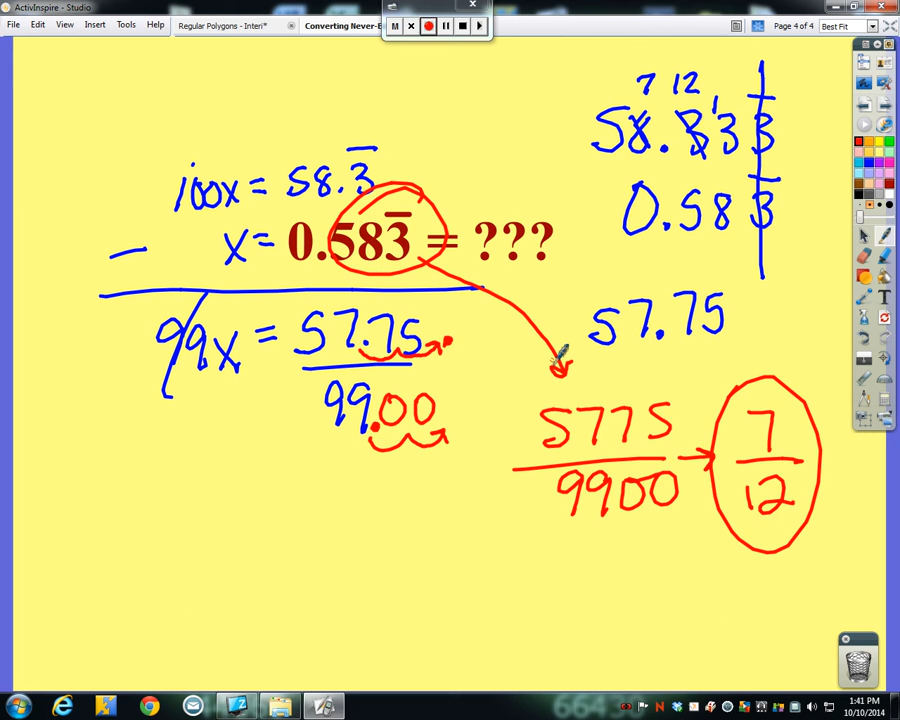 ActivInspire - Studio
File Edit View Insert Tools Help
Regular Polygons - Interi*
Converting Never-E
Page 4 of 4
Best Fit
7 12
1
58.333
0.583
57.75
100x = 58.3̅
x = 0.583̅ = ???
99x = 57.75
99.00
5775
9900
7
12
1:41 PM
10/10/2014